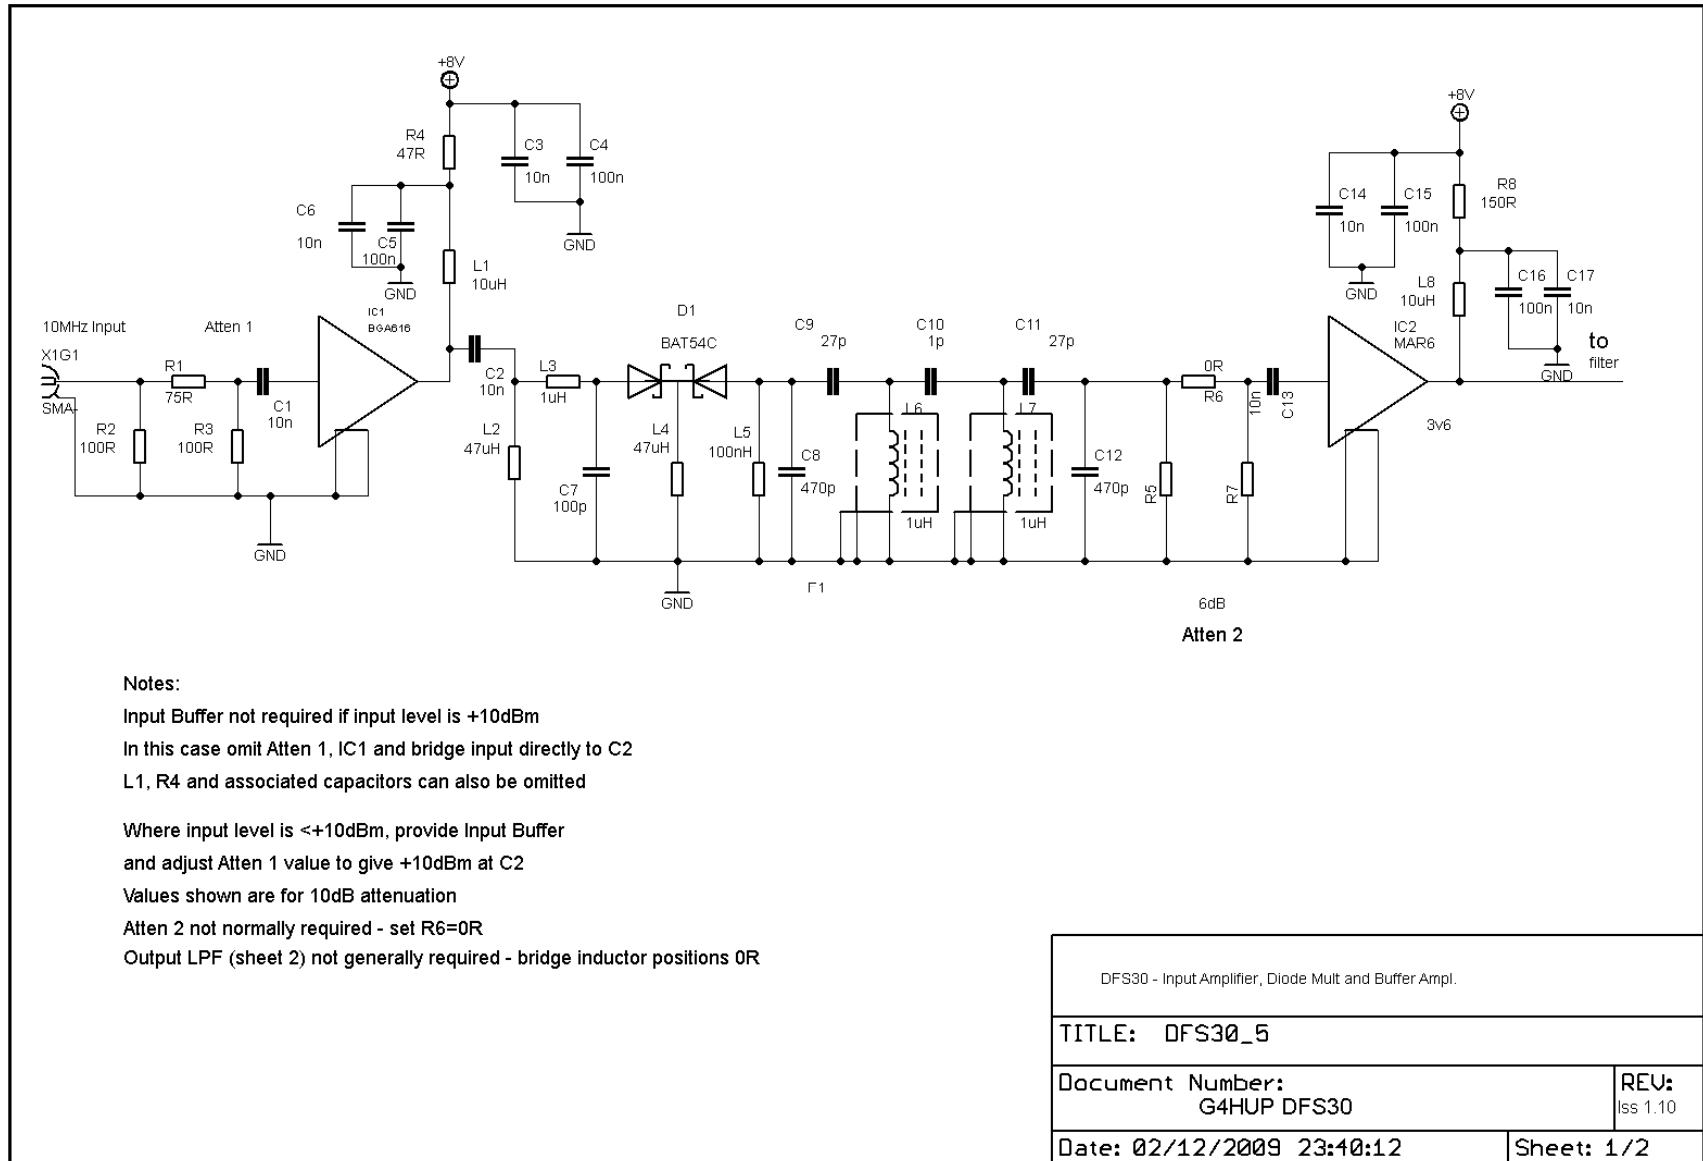 +8V
R4
47R
C3
10n
C4
100n
GND
C6
10n
C5
100n
GND
L1
10uH
+8V
C14
10n
C15
100n
R8
150R
GND
L8
10uH
C16
100n
C17
10n
GND
to
filter
10MHz Input
Atten 1
X1G1
SMA-
R1
75R
R2
100R
R3
100R
C1
10n
GND
IC1
BGA616
C2
10n
L3
1uH
L2
47uH
C7
100p
D1
BAT54C
L4
47uH
GND
L5
100nH
C8
470p
C9
27p
C10
1p
C11
27p
L6
1uH
L7
1uH
F1
C12
470p
R5
0R
R6
R7
10n
C13
6dB
Atten 2
IC2
MAR6
3v6
Notes:
Input Buffer not required if input level is +10dBm
In this case omit Atten 1, IC1 and bridge input directly to C2
L1, R4 and associated capacitors can also be omitted
Where input level is <+10dBm, provide Input Buffer
and adjust Atten 1 value to give +10dBm at C2
Values shown are for 10dB attenuation
Atten 2 not normally required - set R6=0R
Output LPF (sheet 2) not generally required - bridge inductor positions 0R
DFS30 - Input Amplifier, Diode Mult and Buffer Ampl.
TITLE: DFS30_5
Document Number:
G4HUP DFS30
REV:
Iss 1.10
Date: 02/12/2009 23:40:12
Sheet: 1/2